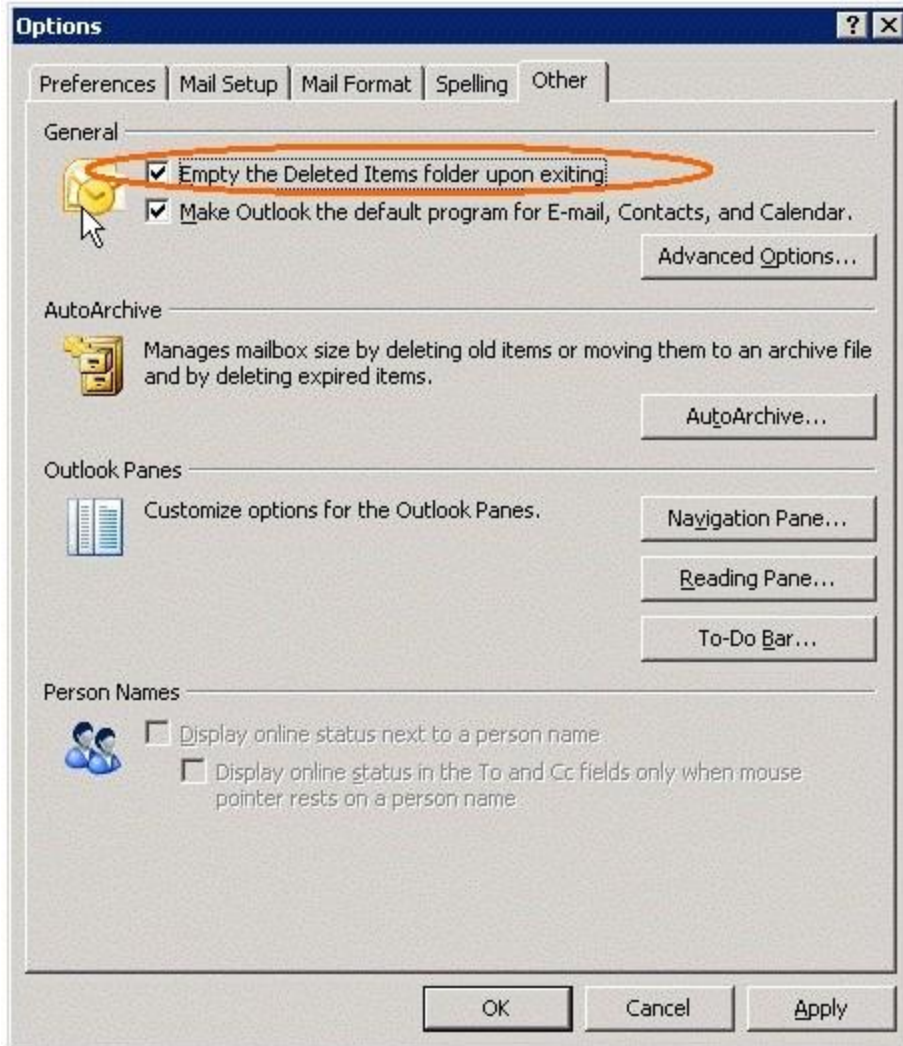 Options
Preferences
Mail Setup
Mail Format
Spelling
Other
General
Empty the Deleted Items folder upon exiting
Make Outlook the default program for E-mail, Contacts, and Calendar.
Advanced Options...
AutoArchive
Manages mailbox size by deleting old items or moving them to an archive file
and by deleting expired items.
AutoArchive...
Outlook Panes
Customize options for the Outlook Panes.
Navigation Pane...
Reading Pane...
To-Do Bar...
Person Names
Display online status next to a person name
Display online status in the To and Cc fields only when mouse
pointer rests on a person name
OK
Cancel
Apply